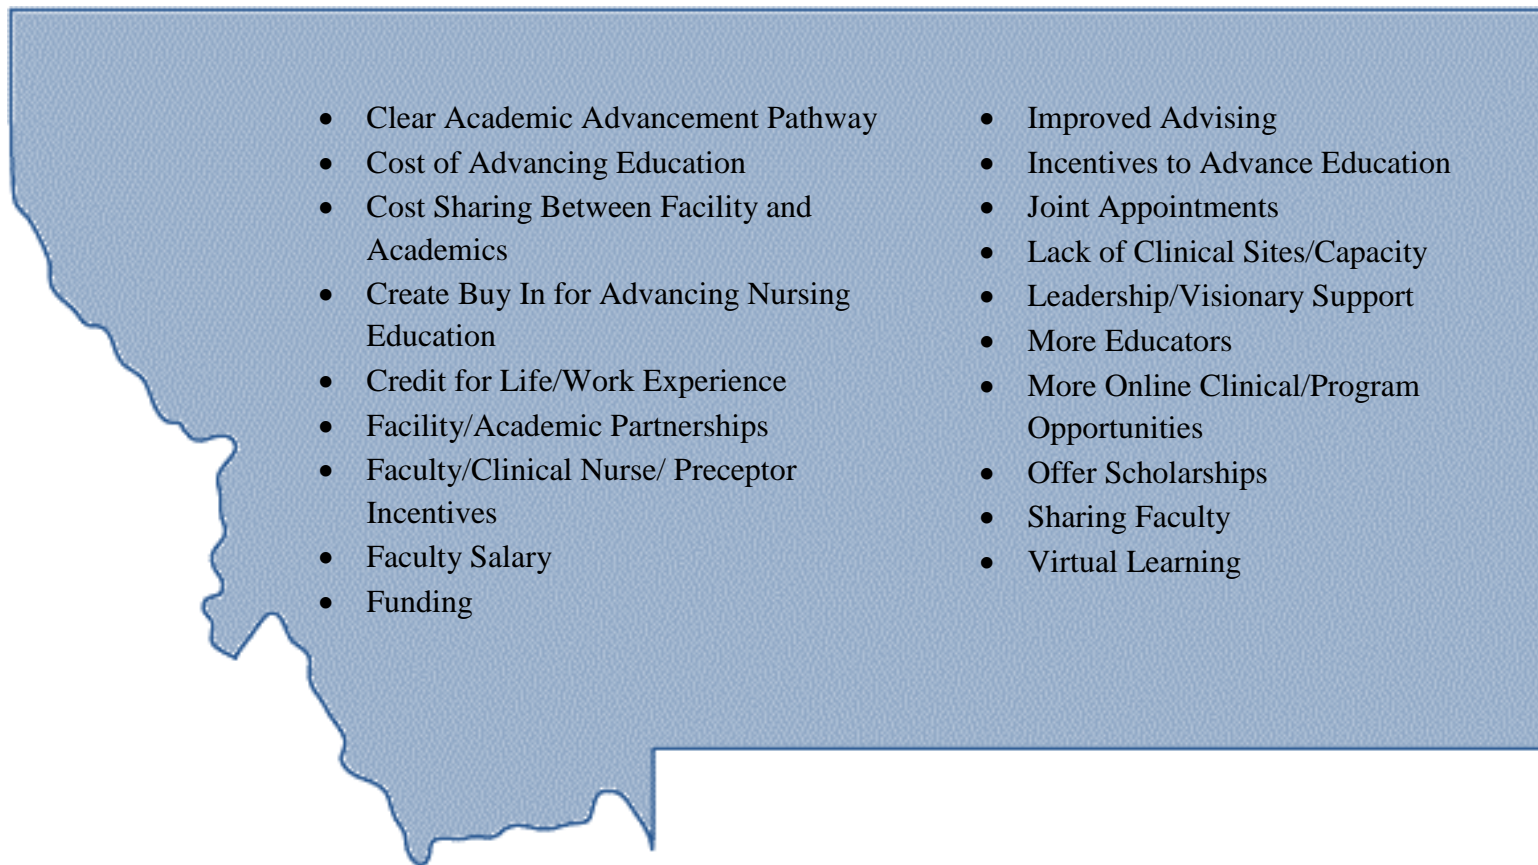 • Clear Academic Advancement Pathway
• Cost of Advancing Education
• Cost Sharing Between Facility and
Academics
• Create Buy In for Advancing Nursing
Education
• Credit for Life/Work Experience
• Facility/Academic Partnerships
• Faculty/Clinical Nurse/ Preceptor
Incentives
• Faculty Salary
• Funding
• Improved Advising
• Incentives to Advance Education
• Joint Appointments
• Lack of Clinical Sites/Capacity
• Leadership/Visionary Support
• More Educators
• More Online Clinical/Program
Opportunities
• Offer Scholarships
• Sharing Faculty
• Virtual Learning